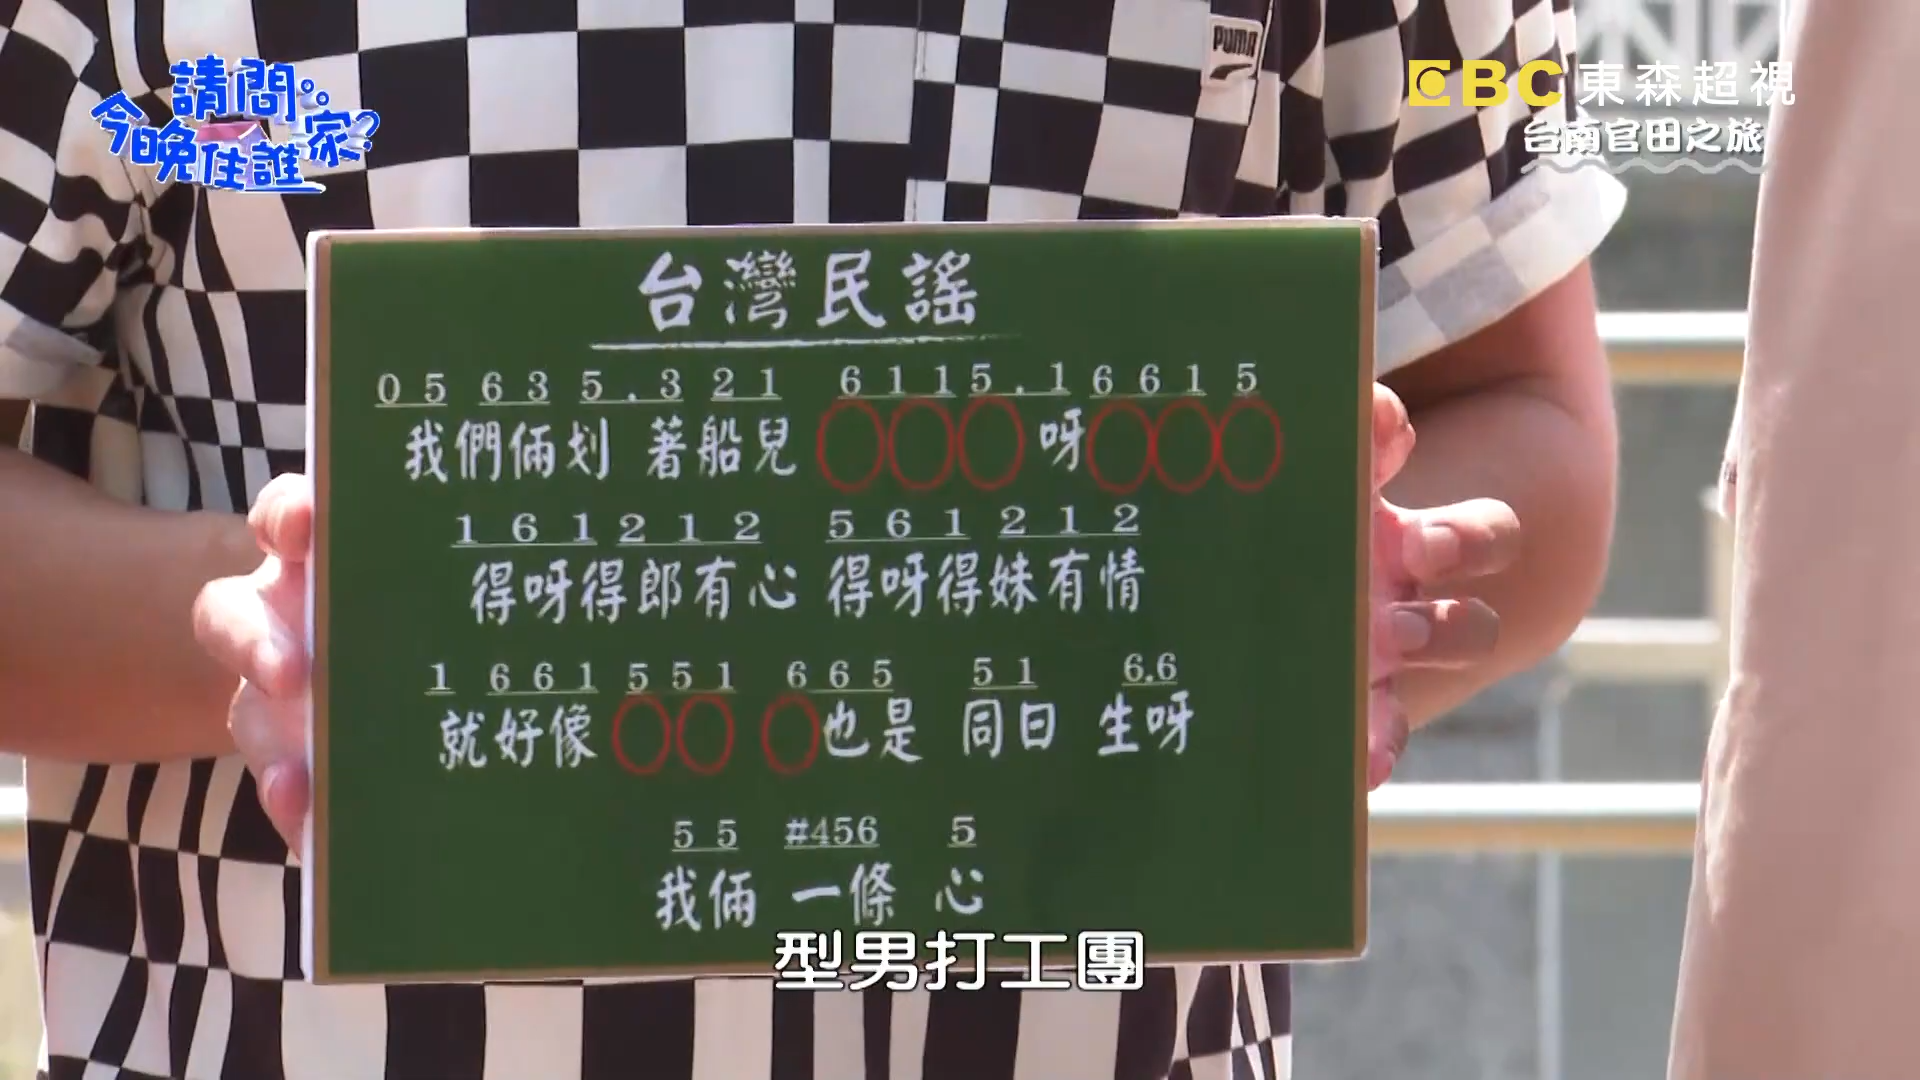 請問
今晚住誰家?
EBC 東森超視
台南官田之旅
PUMA
台灣民謠
0 5 6 3 5 . 3 2 1 6 1 1 5 . 1 6 6 1 5
我們倆划 著船兒 ○○○ 呀○○○
1 6 1 2 1 2 5 6 1 2 1 2
得呀得郎有心 得呀得妹有情
1 6 6 1 5 5 1 6 6 5 5 1 6.6
就好像 ○○ ○也是 同日 生呀
5 5 #456 5
我倆 一條 心
型男打工團